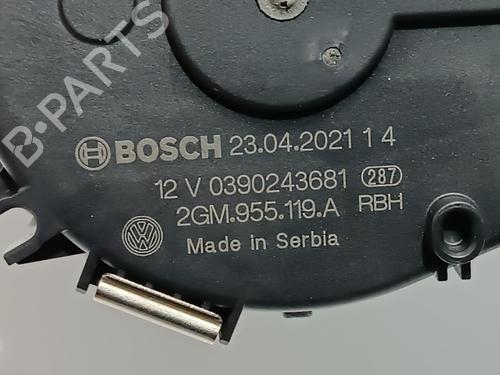 B-PARTS
BOSCH 23.04.2021 1 4
12 V 0390243681 287
2GM.955.119.A RBH
Made in Serbia